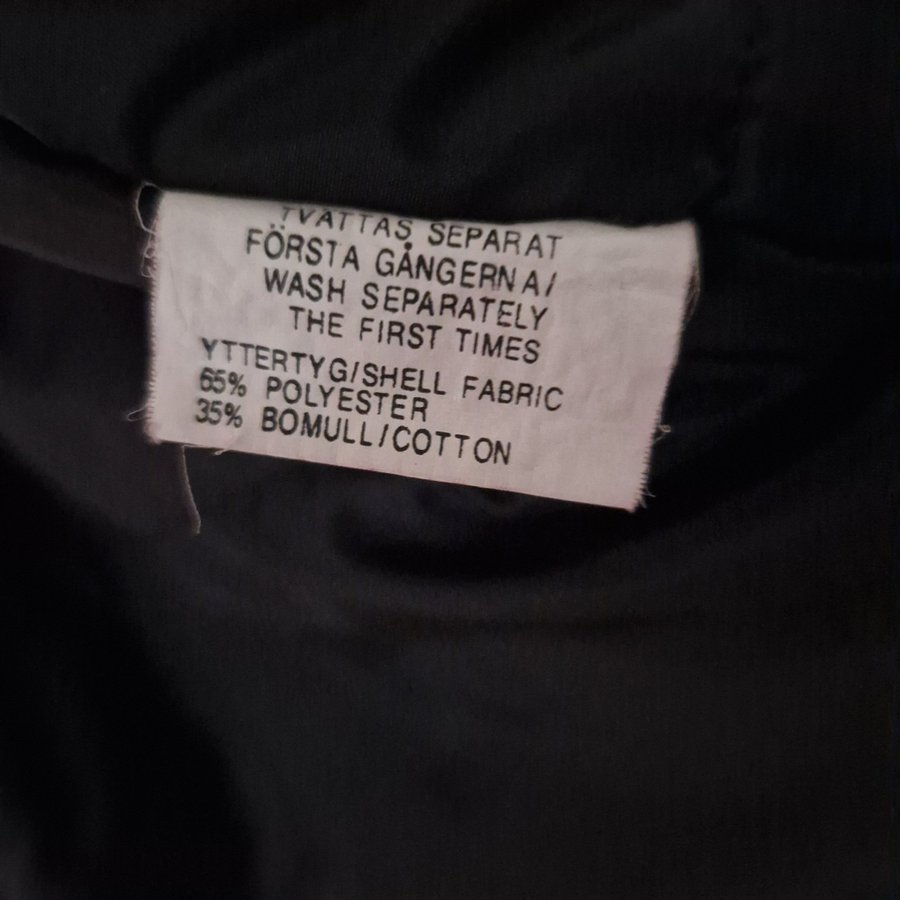 TVÄTTAS SEPARAT
FÖRSTA GÅNGERNA/
WASH SEPARATELY
THE FIRST TIMES
YTTERTYG/SHELL FABRIC
65% POLYESTER
35% BOMULL/COTTON